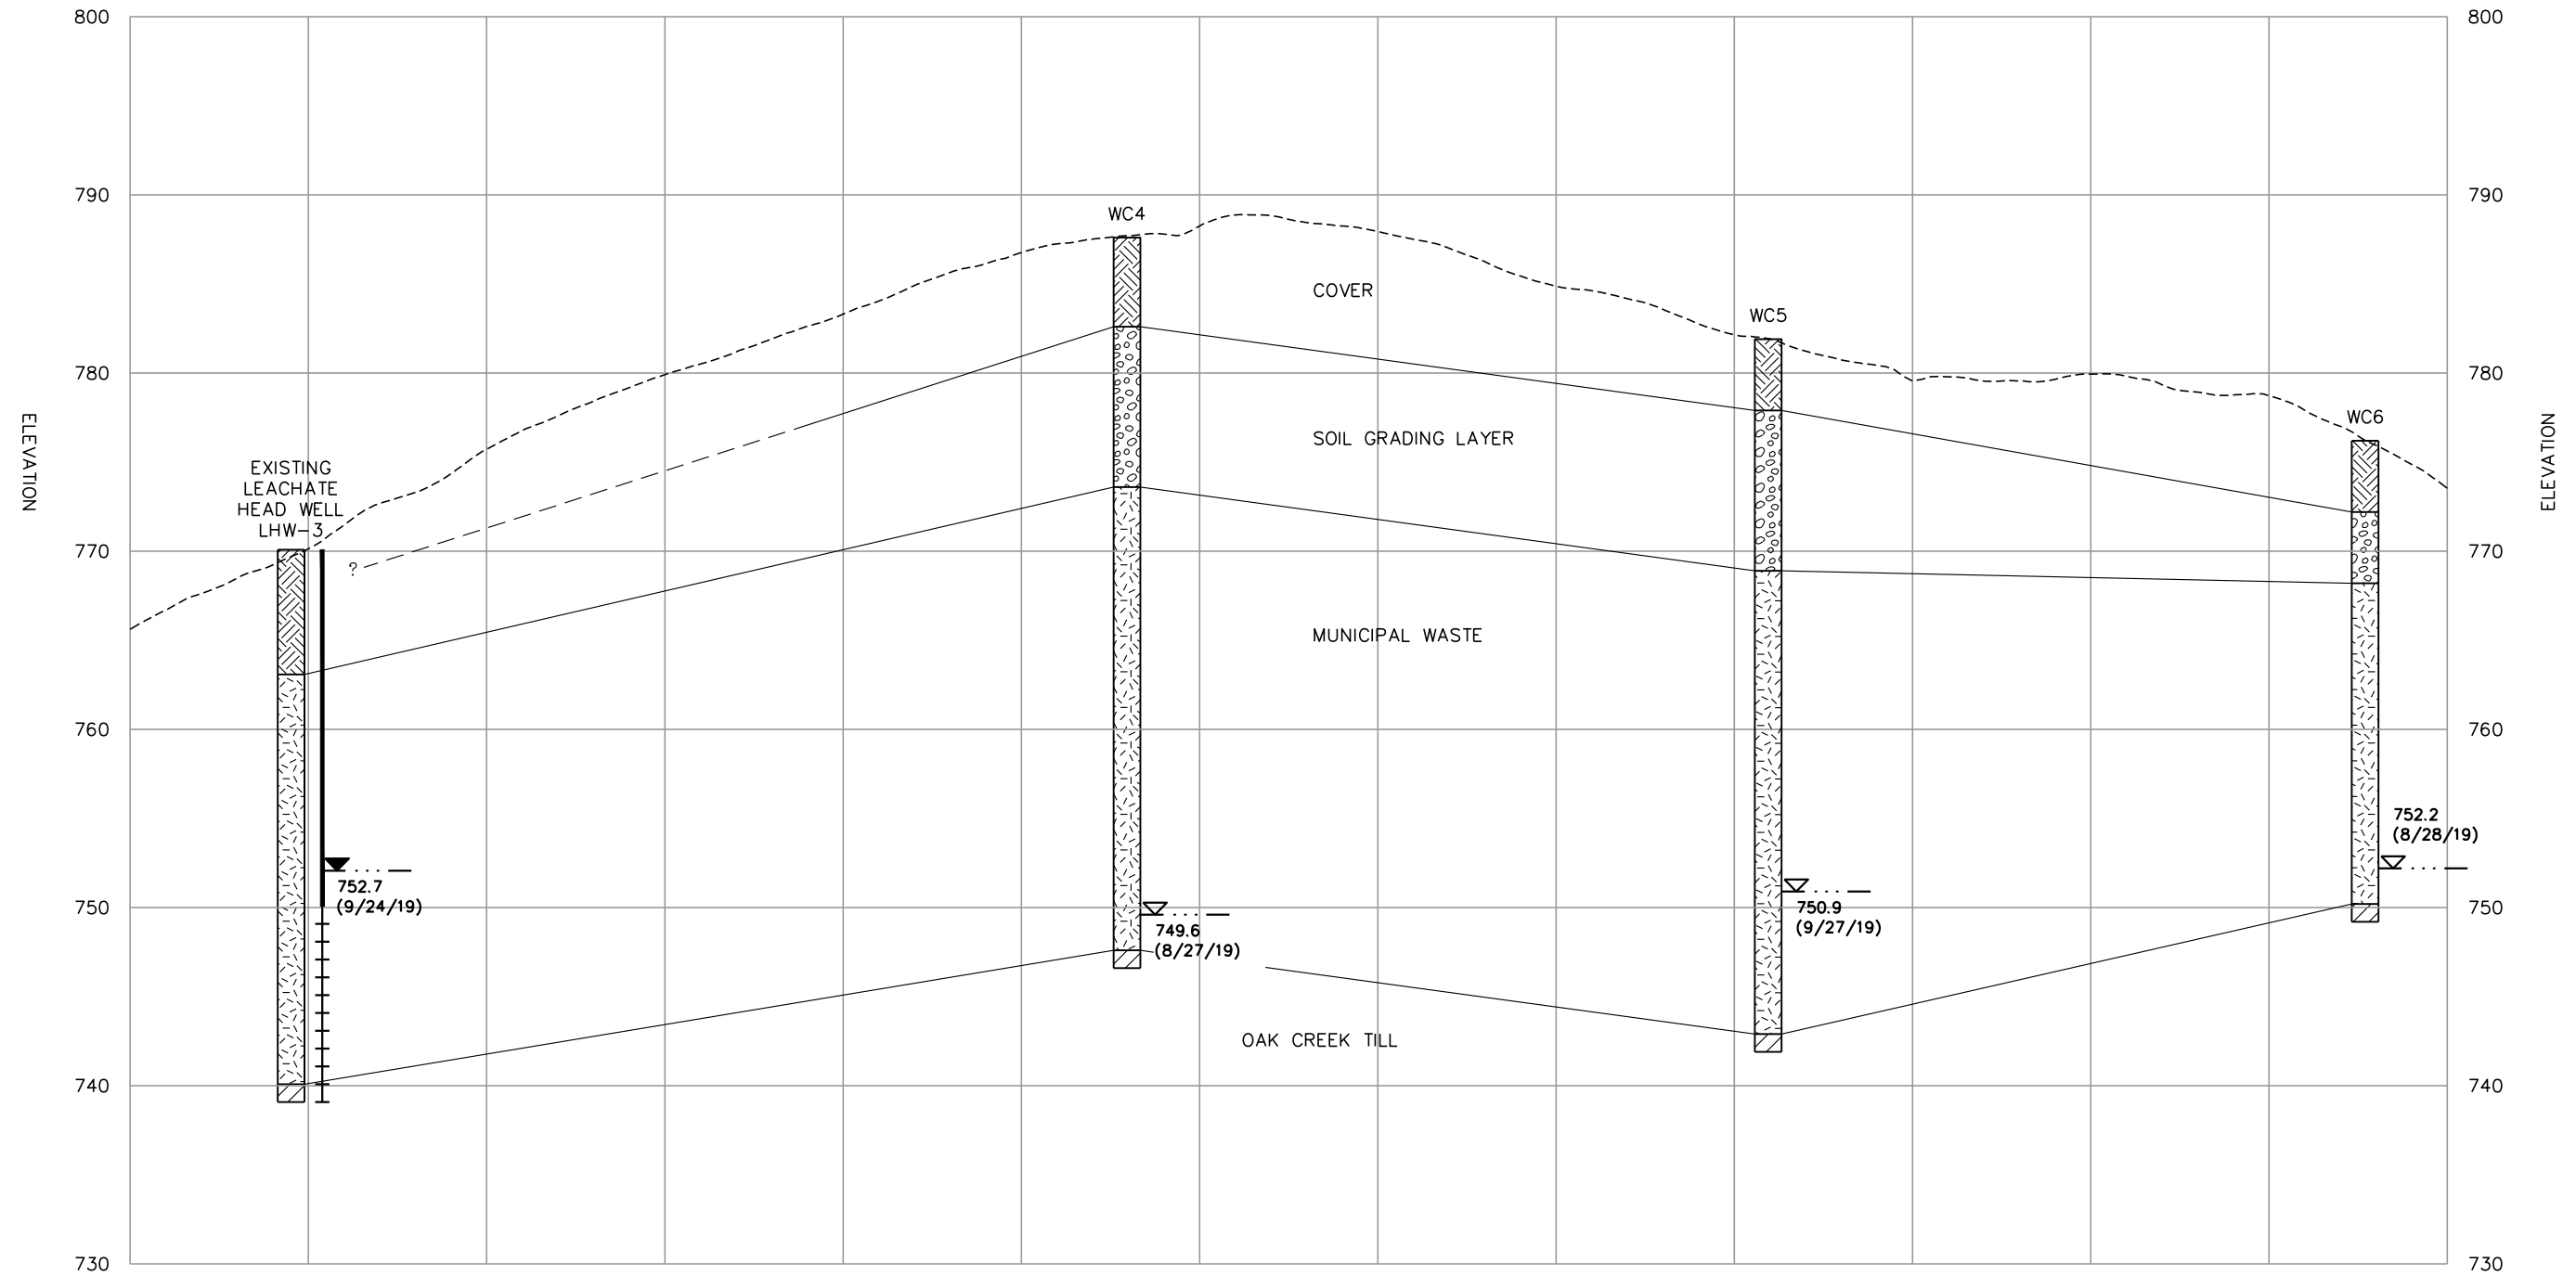 800
800
790
790
WC4
COVER
WC5
780
780
WC6
ELEVATION
ELEVATION
SOIL GRADING LAYER
EXISTING
LEACHATE
HEAD WELL
LHW-3
770
770
?
MUNICIPAL WASTE
760
760
752.2
(8/28/19)
752.7
(9/24/19)
750
750
750.9
(9/27/19)
749.6
(8/27/19)
OAK CREEK TILL
740
740
730
730